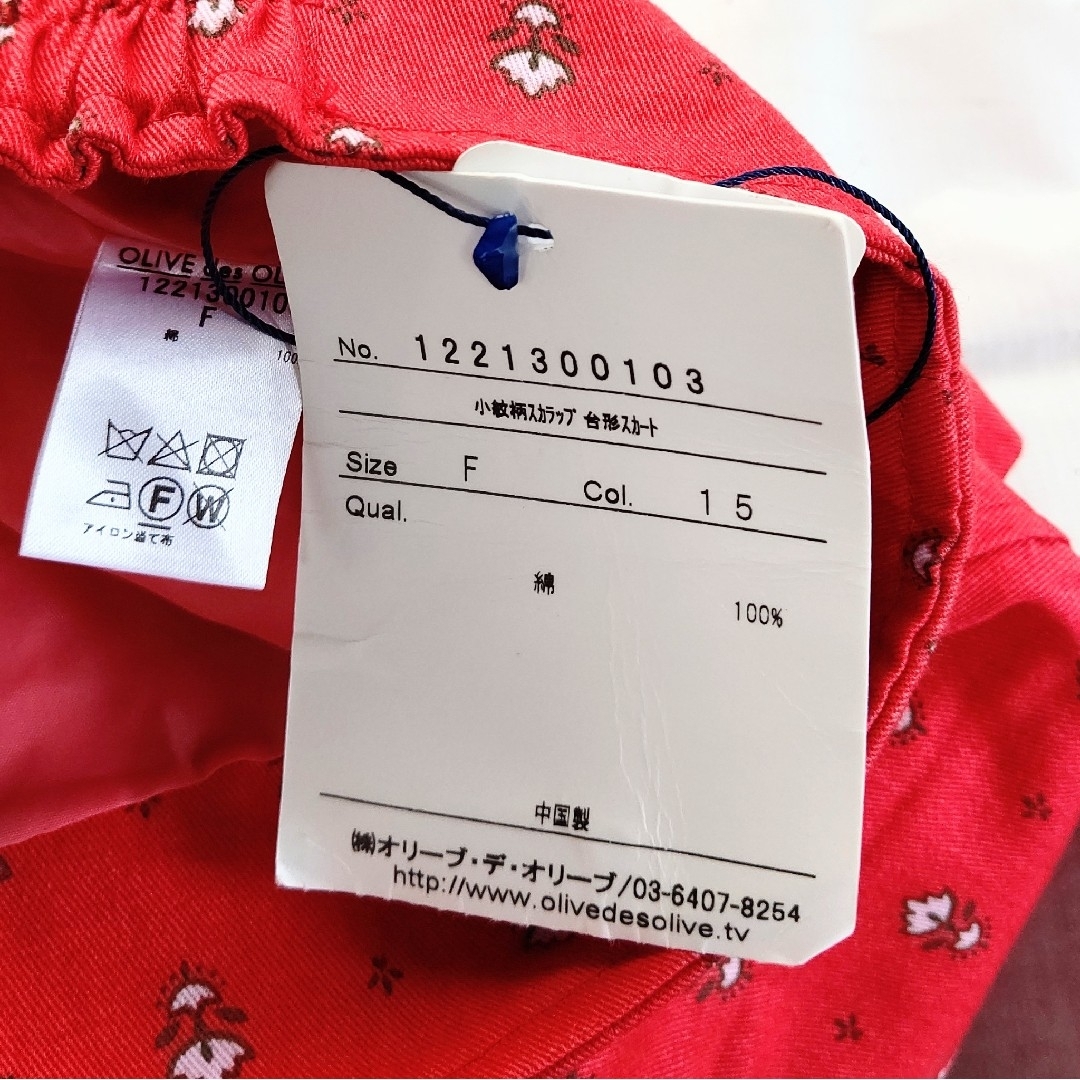 OLIVE des OL
122130010
F
綿
100
F
W
アイロン当て布
No. 1221300103
小敏柄スカラップ 台形スカート
Size F Col. 15
Qual.
綿 100%
中国製
㈱オリーブ・デ・オリーブ/03-6407-8254
http://www.olivedesolive.tv